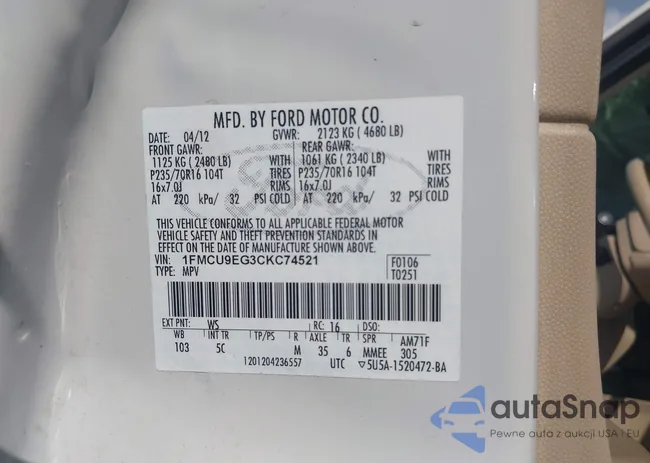 MFD. BY FORD MOTOR CO.
DATE: 04/12 GVWR: 2123 KG ( 4680 LB)
FRONT GAWR: REAR GAWR:
1125 KG ( 2480 LB) WITH 1061 KG ( 2340 LB) WITH
P235/70R16 104T TIRES P235/70R16 104T TIRES
16x7.0J RIMS 16x7.0J RIMS
AT 220 kPa/ 32 PSI COLD AT 220 kPa/ 32 PSI COLD
THIS VEHICLE CONFORMS TO ALL APPLICABLE FEDERAL MOTOR
VEHICLE SAFETY AND THEFT PREVENTION STANDARDS IN
EFFECT ON THE DATE OF MANUFACTURE SHOWN ABOVE.
VIN: 1FMCU9EG3CKC74521 F0106
TYPE: MPV T0251
EXT PNT: WS RC: 16 DSO:
WB INT TR TP/PS R AXLE TR SPR AM71F
103 5C M 35 6 MMEE 305
1201204236557 UTC ▽5U5A-1520472-BA
autaSnap
Pewne auta z aukcji USA i EU